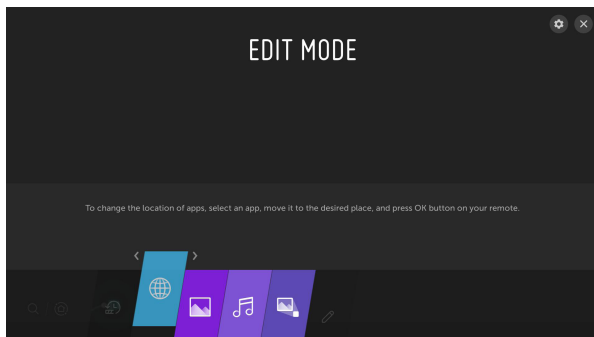 EDIT MODE
To change the location of apps, select an app, move it to the desired place, and press OK button on your remote.